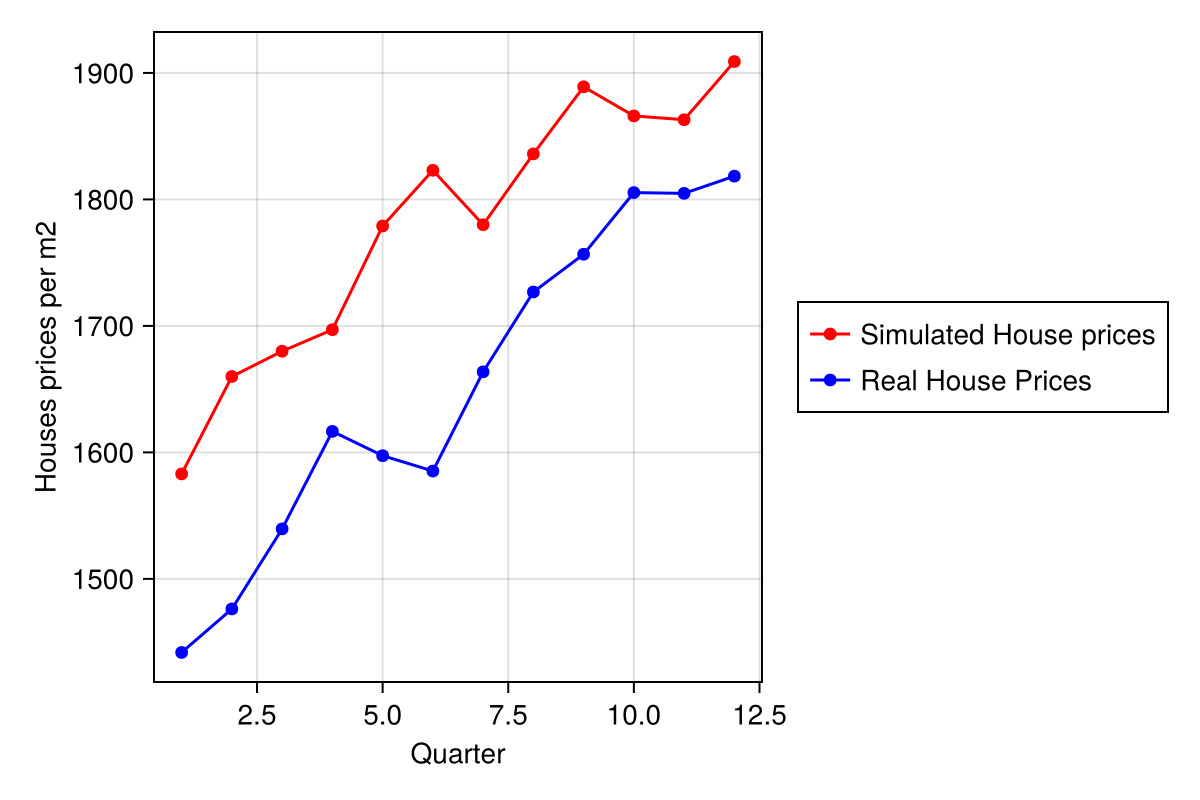 1900
1800
1700
1600
1500
Houses prices per m2
2.5 5.0 7.5 10.0 12.5
Quarter
Simulated House prices
Real House Prices